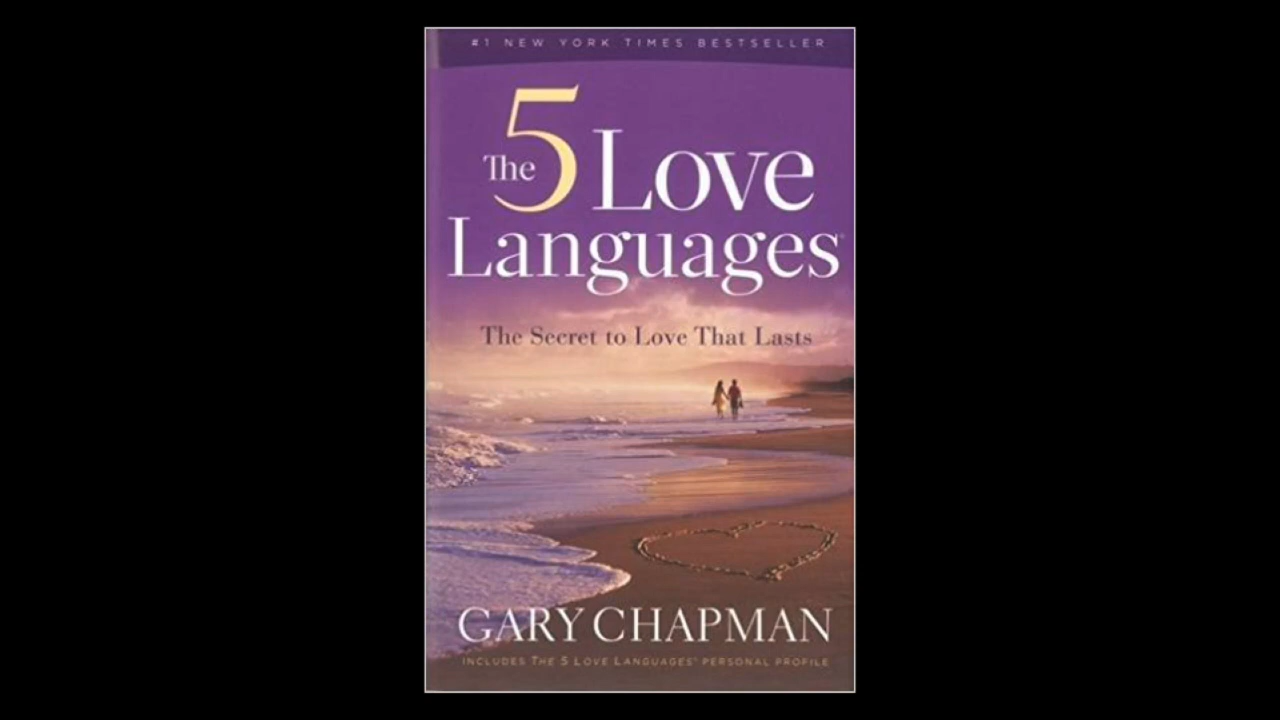 #1 NEW YORK TIMES BESTSELLER
The 5 Love
Languages®
The Secret to Love That Lasts
GARY CHAPMAN
INCLUDES THE 5 LOVE LANGUAGES® PERSONAL PROFILE